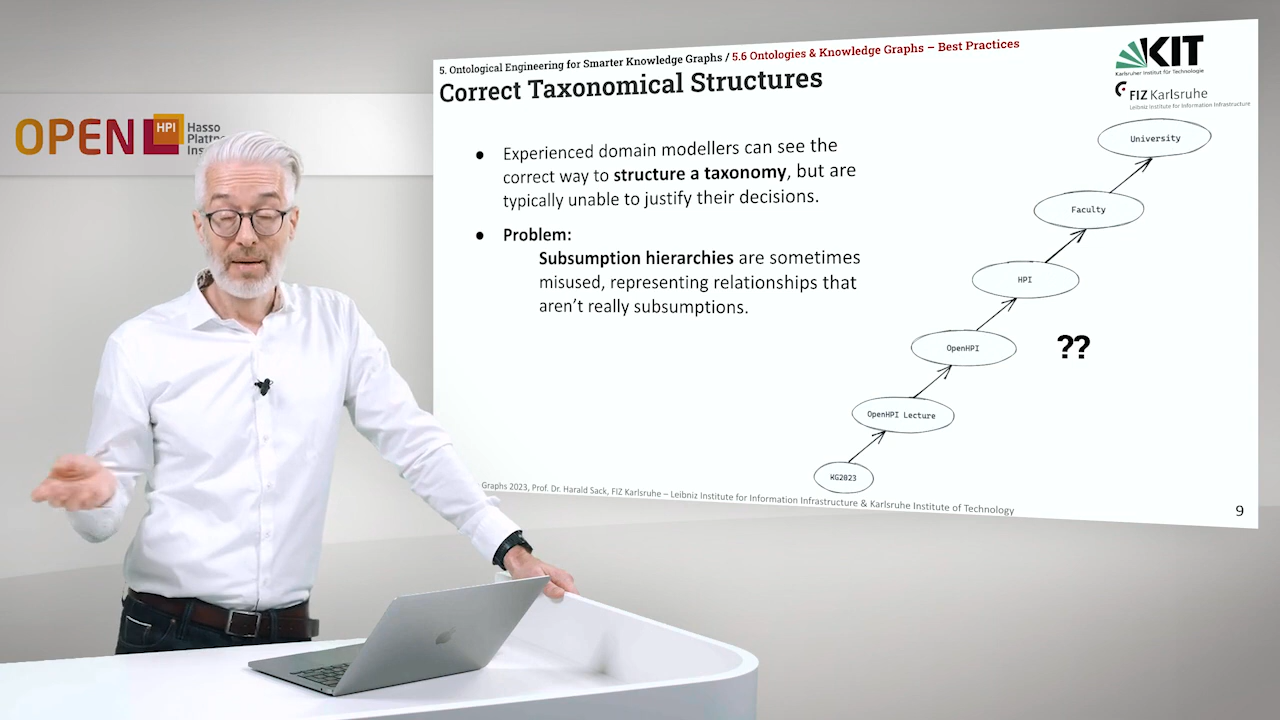 OPEN HPI Hasso
Plattn
Ins
5. Ontological Engineering for Smarter Knowledge Graphs / 5.6 Ontologies & Knowledge Graphs – Best Practices
Correct Taxonomical Structures
KIT
Karlsruher Institut für Technologie
FIZ Karlsruhe
Leibniz Institute for Information Infrastructure
● Experienced domain modellers can see the
correct way to structure a taxonomy, but are
typically unable to justify their decisions.
● Problem:
Subsumption hierarchies are sometimes
misused, representing relationships that
aren't really subsumptions.
University
Faculty
HPI
OpenHPI
??
OpenHPI Lecture
KG2023
Graphs 2023, Prof. Dr. Harald Sack, FIZ Karlsruhe – Leibniz Institute for Information Infrastructure & Karlsruhe Institute of Technology
9